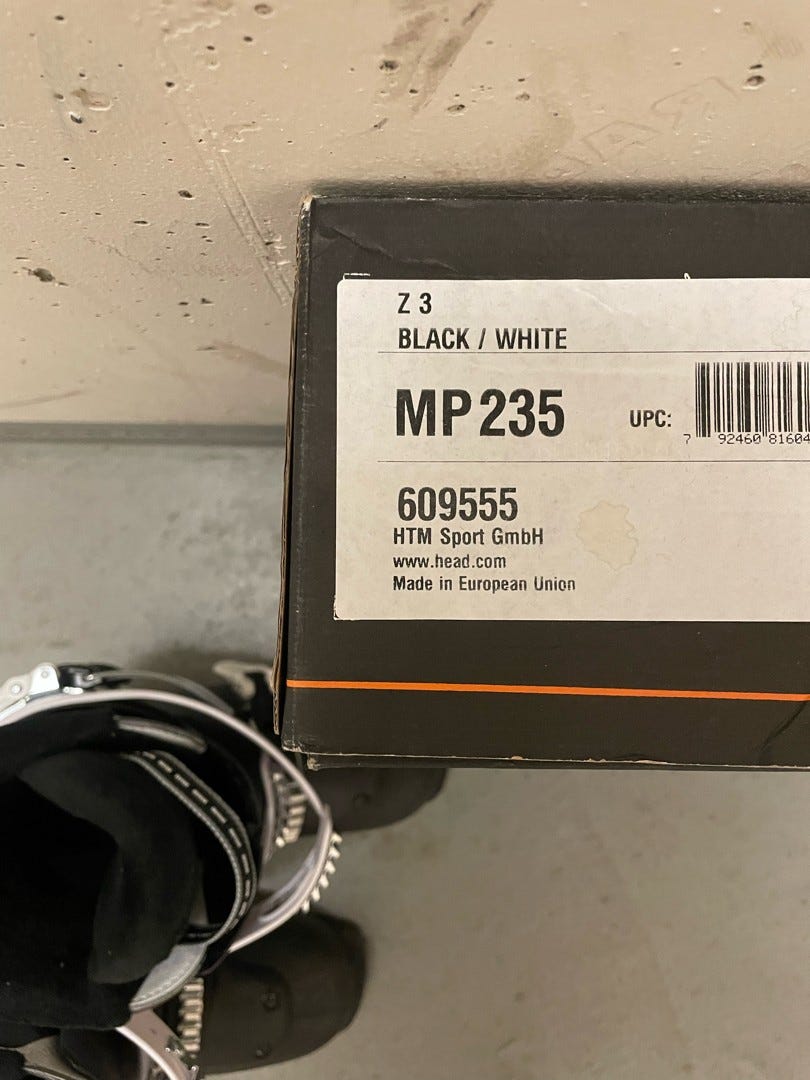 Z 3
BLACK / WHITE
MP 235 UPC:
7 92460 81604
609555
HTM Sport GmbH
www.head.com
Made in European Union